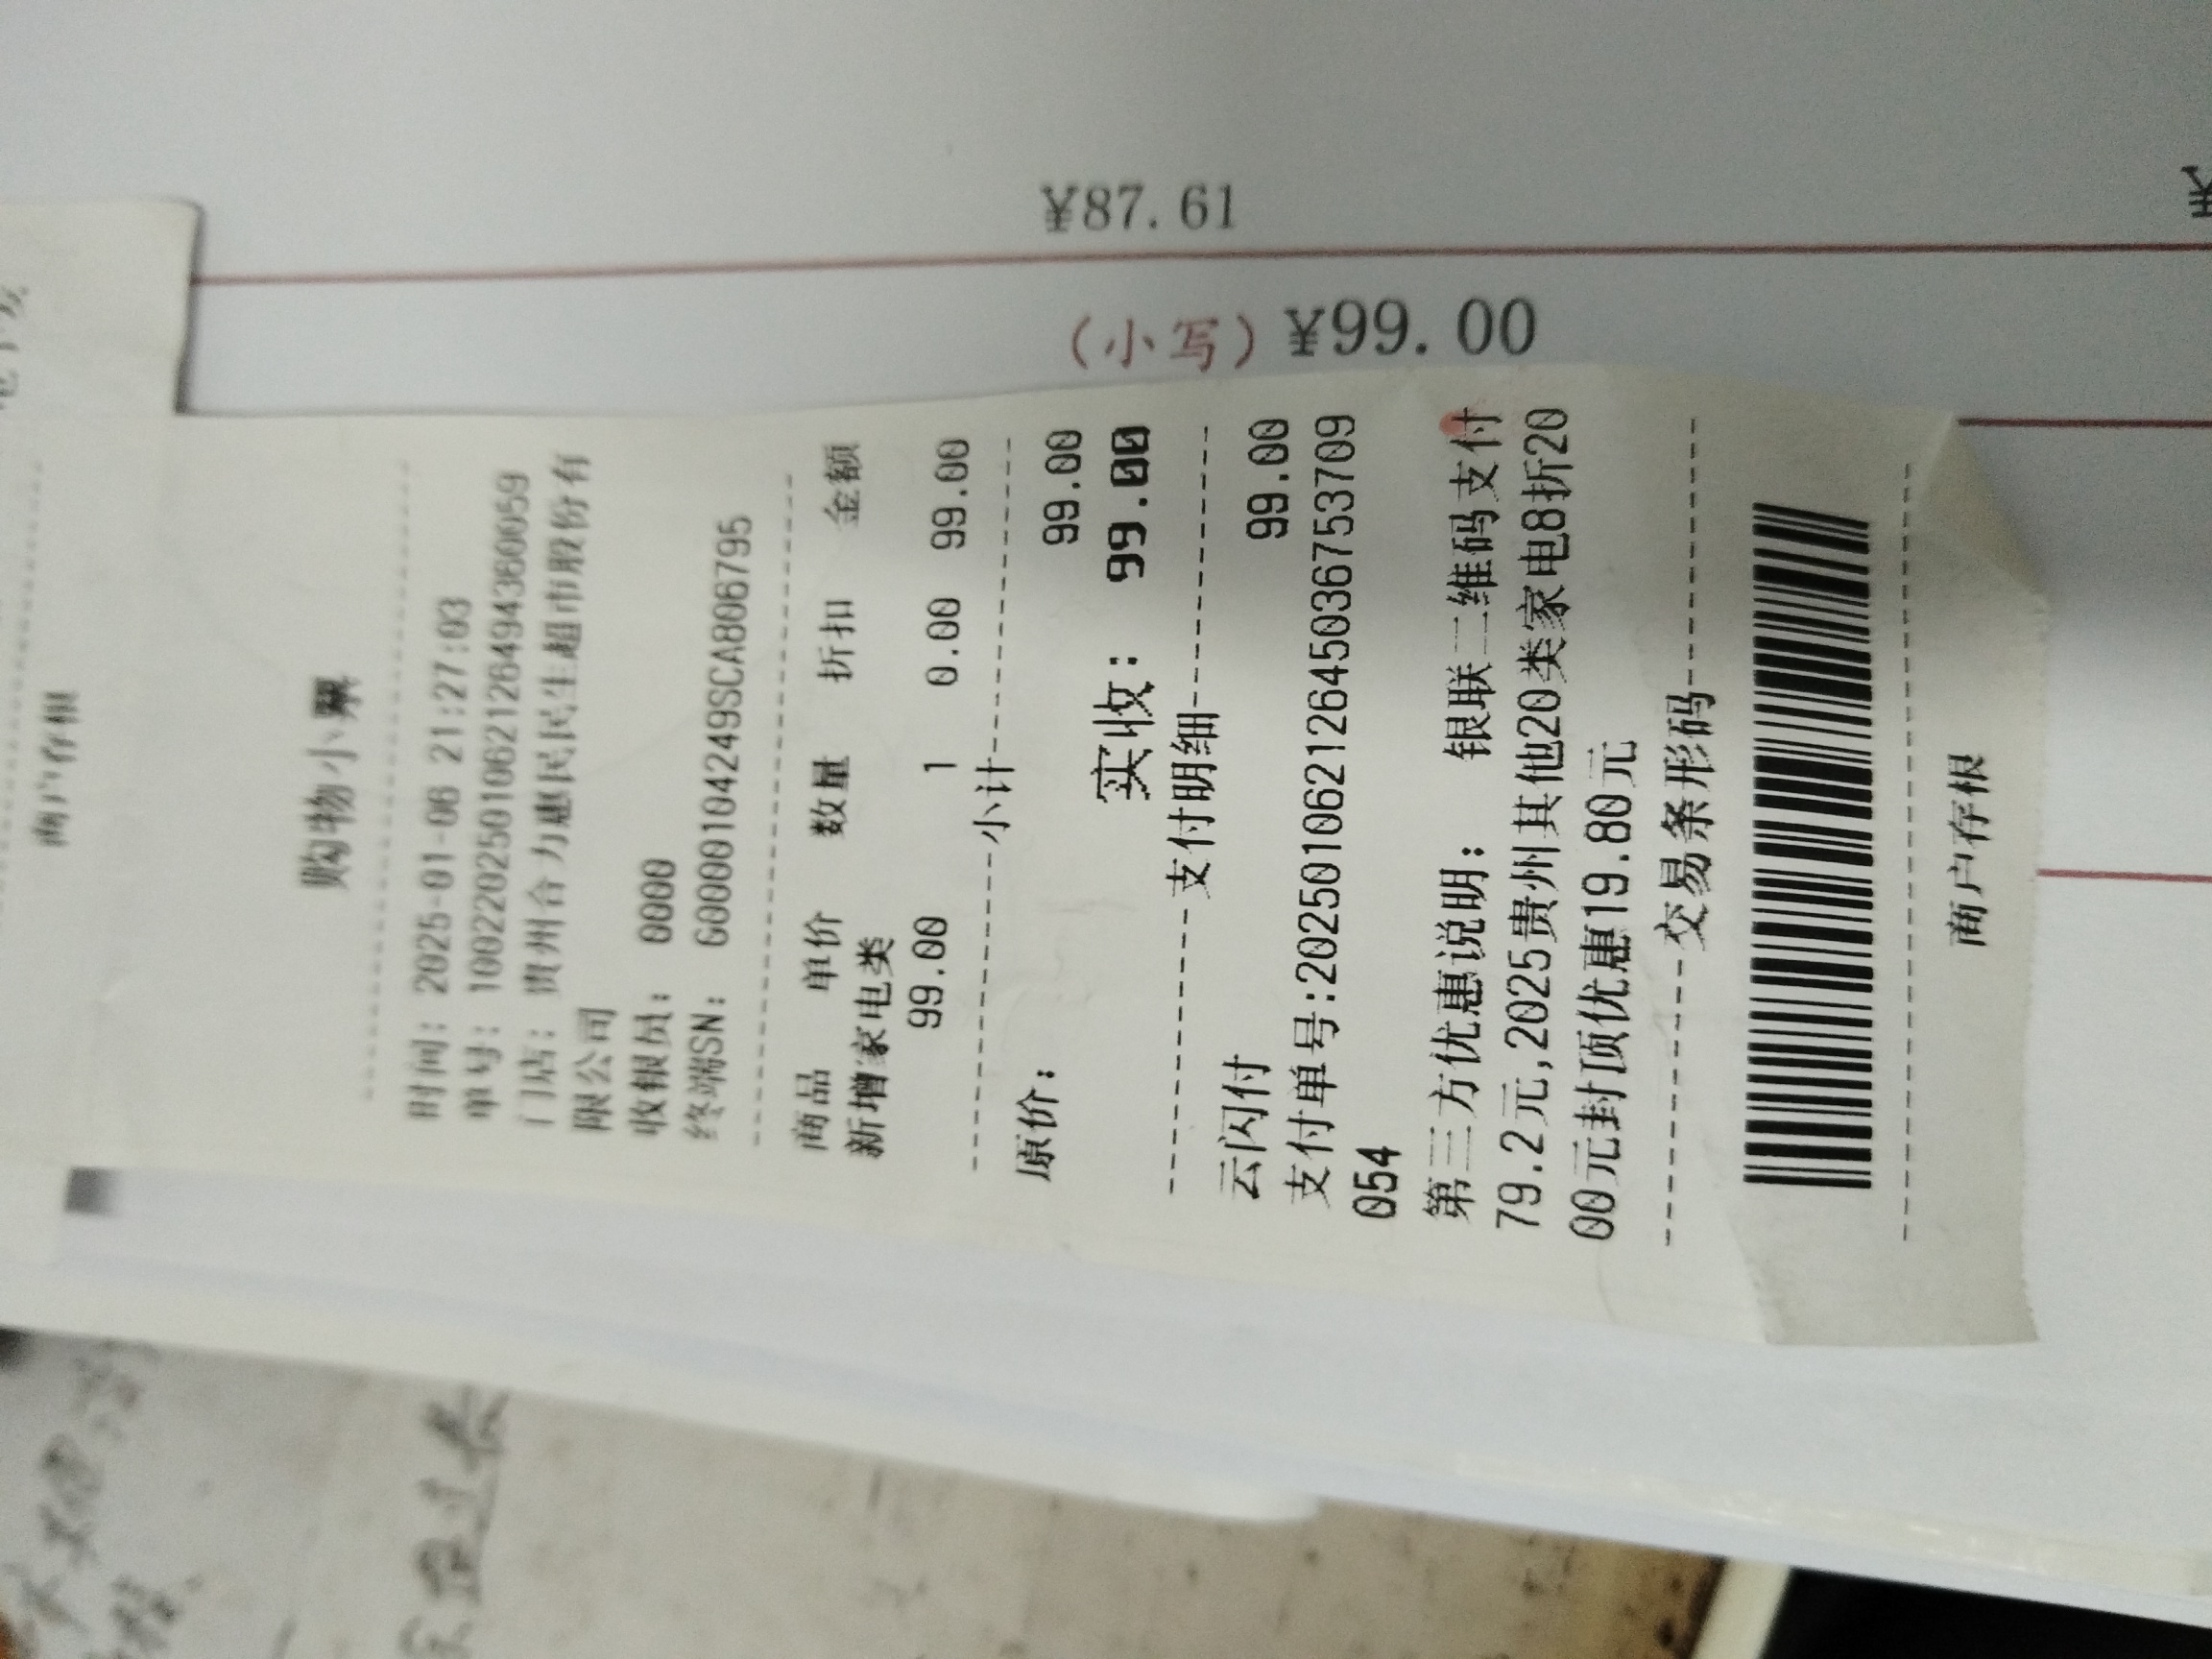 ¥87.61
(小写)¥99.00
商户存根
购物小票
时间: 2025-01-06 21:27:03
单号: 10022025010621264943600059
门店: 贵州合力惠民民生超市股份有
限公司
收银员: 0000
终端SN: G0000104249SCA806795
商品 单价 数量 折扣 金额
新增家电类
99.00 1 0.00 99.00
小计
原价: 99.00
实收: 99.00
支付明细
云闪付 99.00
支付单号:2025010621264503675370
9
054
第三方优惠说明: 银联二维码支付
79.2元,2025贵州其他20类家电8折20
00元封顶优惠19.80元
交易条形码
商户存根